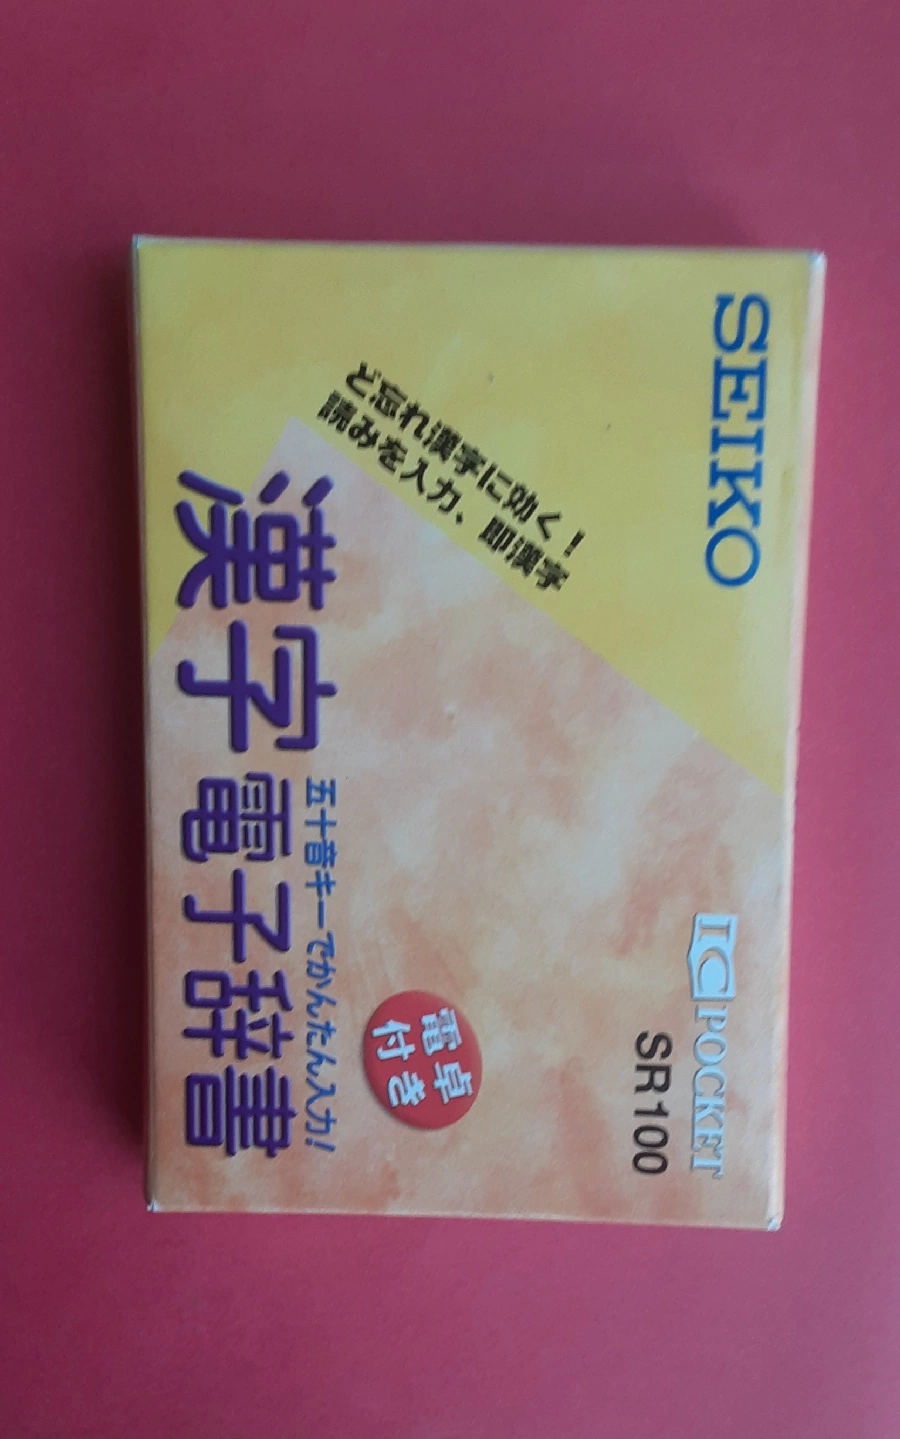 SEIKO
IC POCKET
SR100
ど忘れ漢字に効く!
読みを入力、即漢字
電卓
付き
五十音キーでかんたん入力!
漢字電子辞書